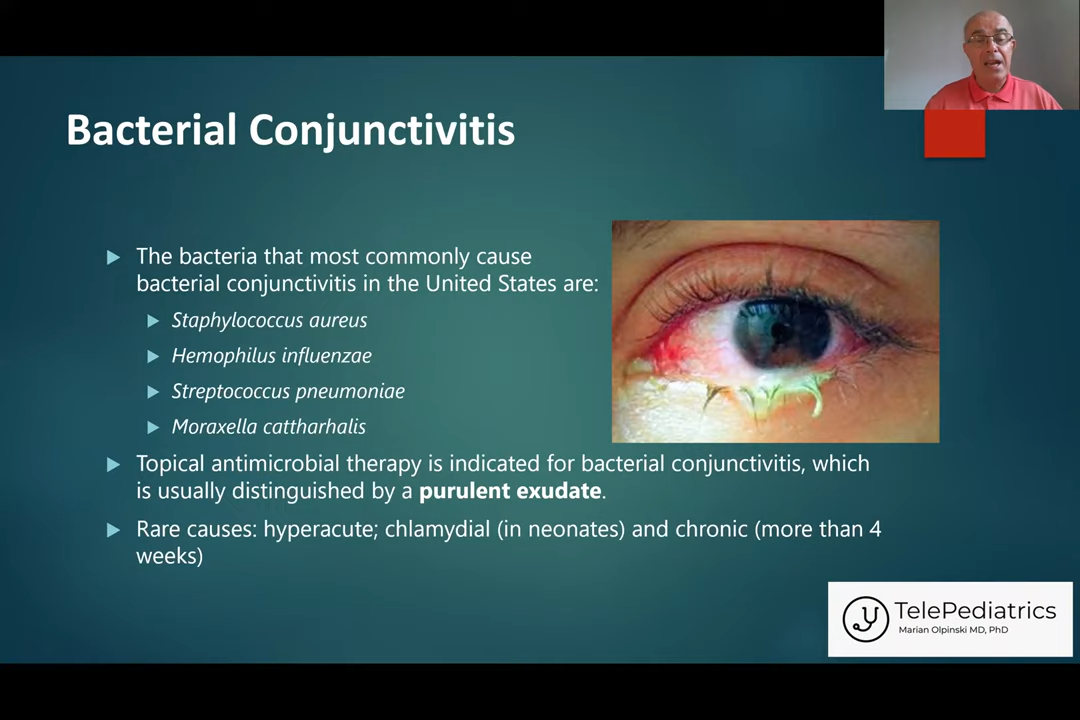 Bacterial Conjunctivitis
The bacteria that most commonly cause
bacterial conjunctivitis in the United States are:
Staphylococcus aureus
Hemophilus influenzae
Streptococcus pneumoniae
Moraxella cattharhalis
Topical antimicrobial therapy is indicated for bacterial conjunctivitis, which
is usually distinguished by a purulent exudate.
Rare causes: hyperacute; chlamydial (in neonates) and chronic (more than 4
weeks)
TelePediatrics
Marian Olpinski MD, PhD